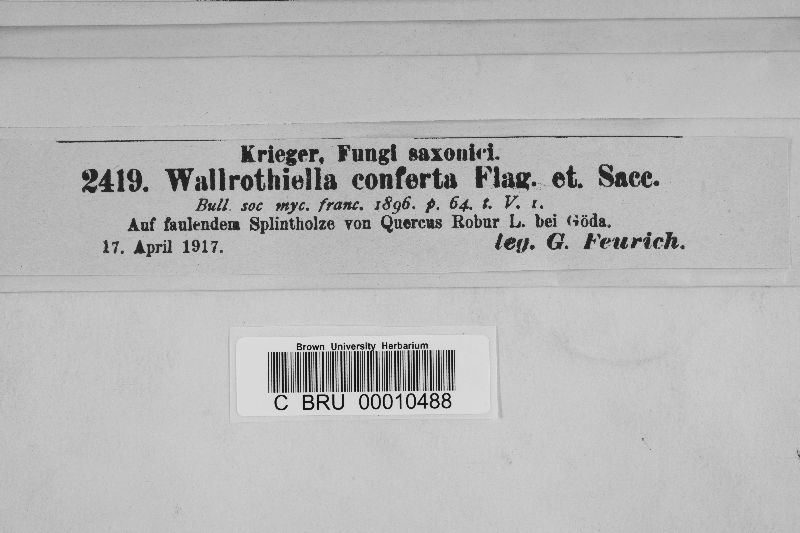 Krieger, Fungi saxonici.
2419. Wallrothiella conferta Flag. et. Sacc.
Bull. soc myc. franc. 1896. p. 64. t. V. 1.
Auf faulendem Splintholze von Quercus Robur L. bei Göda.
17. April 1917. leg. G. Feurich.
Brown University Herbarium
C BRU 00010488